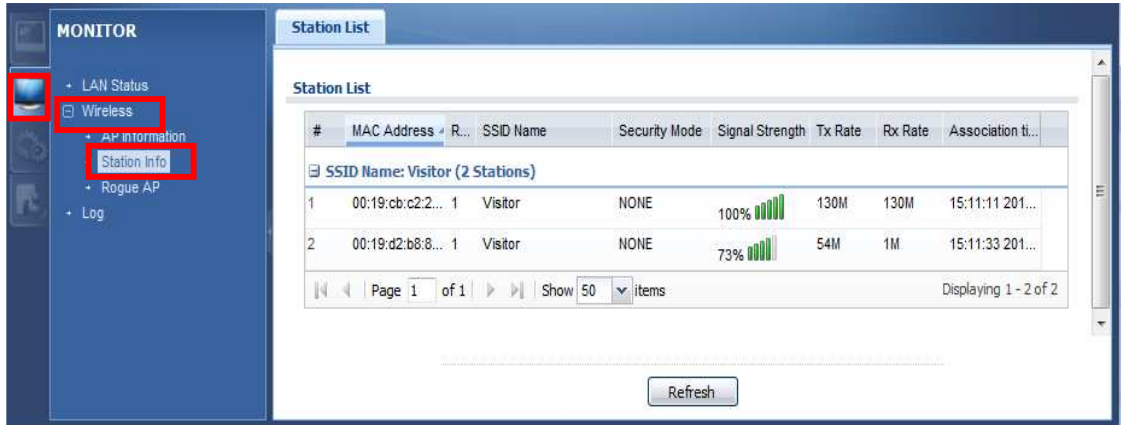 MONITOR
LAN Status
Wireless
AP Information
Station Info
Rogue AP
Log
Station List
Station List
# MAC Address R... SSID Name Security Mode Signal Strength Tx Rate Rx Rate Association ti...
SSID Name: Visitor (2 Stations)
1 00:19:cb:c2:2... 1 Visitor NONE 100% 130M 130M 15:11:11 201...
2 00:19:d2:b8:8... 1 Visitor NONE 73% 54M 1M 15:11:33 201...
Page 1 of 1 Show 50 items Displaying 1 - 2 of 2
Refresh